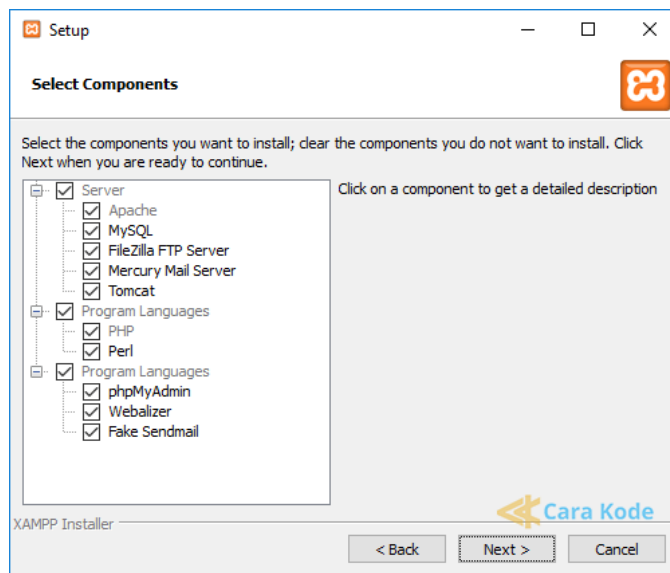 Setup
Select Components
Select the components you want to install; clear the components you do not want to install. Click
Next when you are ready to continue.
Server
Apache
MySQL
FileZilla FTP Server
Mercury Mail Server
Tomcat
Program Languages
PHP
Perl
Program Languages
phpMyAdmin
Webalizer
Fake Sendmail
Click on a component to get a detailed description
Cara Kode
XAMPP Installer
< Back
Next >
Cancel